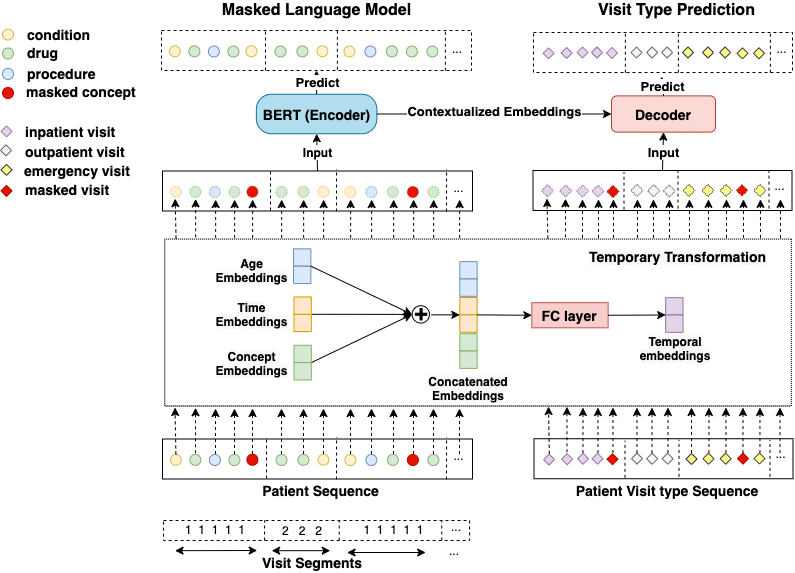 Masked Language Model
Visit Type Prediction
condition
drug
procedure
masked concept
inpatient visit
outpatient visit
emergency visit
masked visit
...
...
Predict
Predict
BERT (Encoder)
Contextualized Embeddings
Decoder
Input
Input
...
...
Temporary Transformation
Age
Embeddings
Time
Embeddings
Concept
Embeddings
Concatenated
Embeddings
FC layer
Temporal
embeddings
...
...
Patient Sequence
Patient Visit type Sequence
1 1 1 1 1 2 2 2 1 1 1 1 1 ...
...
Visit Segments